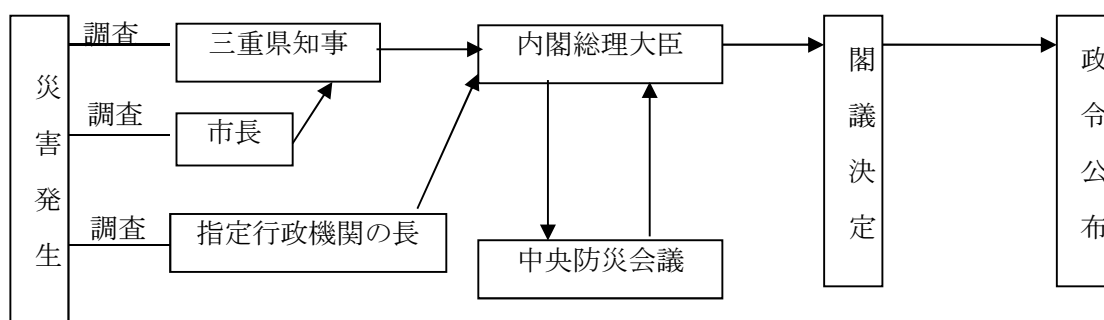 災害発生
調査
三重県知事
内閣総理大臣
閣議決定
政令公布
調査
市長
調査
指定行政機関の長
中央防災会議